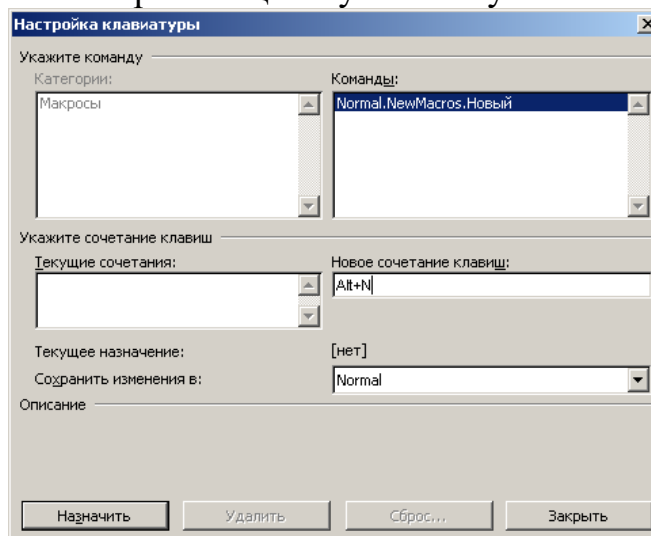 Настройка клавиатуры
Укажите команду
Категории: Команды:
Макросы Normal.NewMacros.Новый
Укажите сочетание клавиш
Текущие сочетания: Новое сочетание клавиш:
Alt+N
Текущее назначение: [нет]
Сохранить изменения в: Normal
Описание
Назначить Удалить Сброс... Закрыть